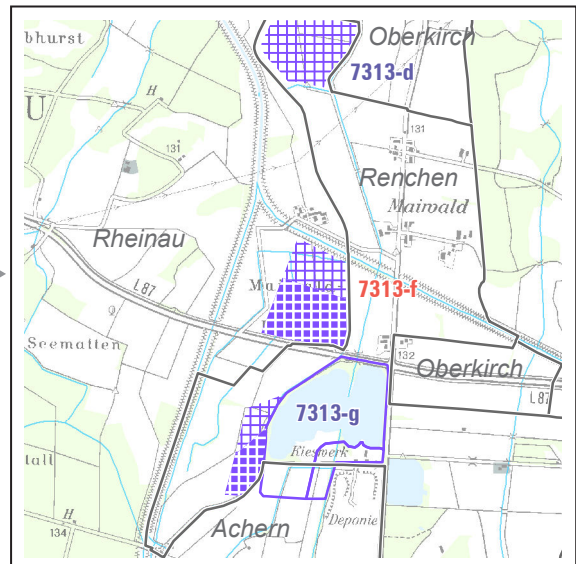 Oberkirch
bhurst
7313-d
H
U
131
131
Renchen
Maiwald
Rheinau
7313-f
L87
Seematten
132
Oberkirch
L87
7313-g
Kieswerk
tall
Deponie
H
Achern
134